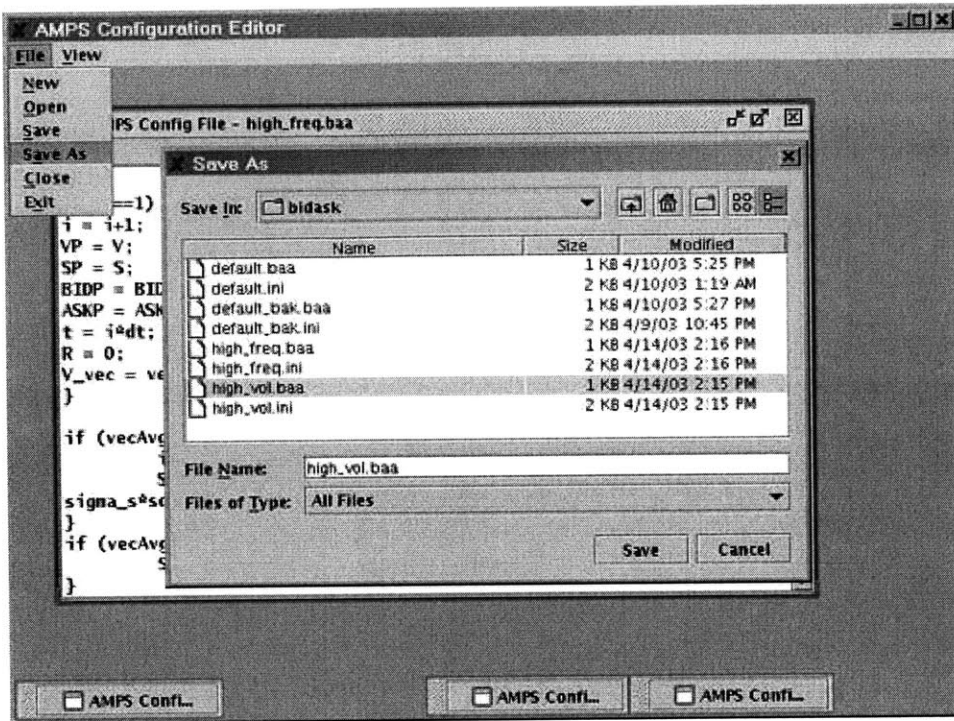 AMPS Configuration Editor
File View
New
Open
Save
Save As
Close
Exit
PS Config File - high_freq.baa
==1)
i = i+1;
VP = V;
SP = S;
BIDP = BID
ASKP = ASK
t = i*dt;
R = 0;
V_vec = ve
}
if (vecAvg
S
sigma_s*sq
}
if (vecAvg
S
}
Save As
Save In: bidask
Name Size Modified
default.baa 1 KB 4/10/03 5:25 PM
default.ini 2 KB 4/10/03 1:19 AM
default_bak.baa 1 KB 4/10/03 5:27 PM
default_bak.ini 2 KB 4/9/03 10:45 PM
high_freq.baa 1 KB 4/14/03 2:16 PM
high_freq.ini 2 KB 4/14/03 2:16 PM
high_vol.baa 1 KB 4/14/03 2:15 PM
high_vol.ini 2 KB 4/14/03 2:15 PM
File Name: high_vol.baa
Files of Type: All Files
Save Cancel
AMPS Confi... AMPS Confi... AMPS Confi...